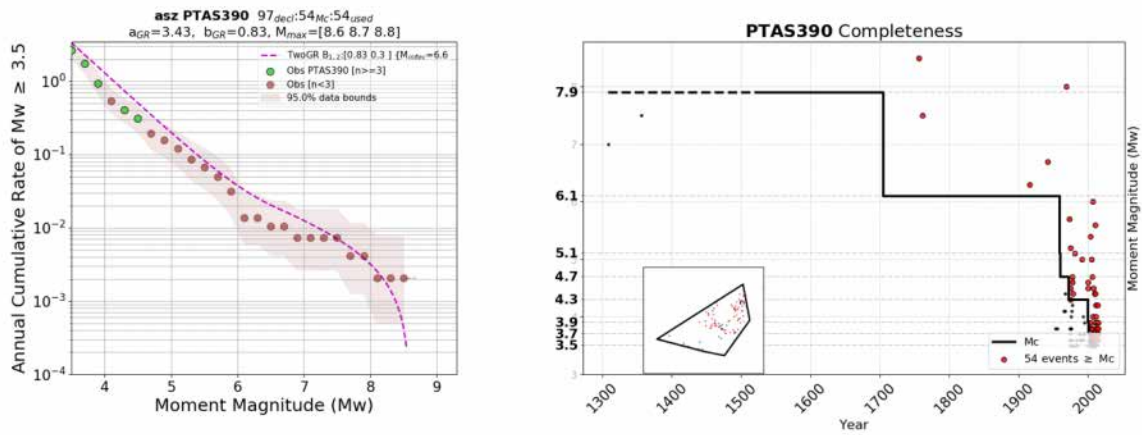 asz PTAS390 97decl:54Mc:54used
aGR=3.43, bGR=0.83, Mmax=[8.6 8.7 8.8]
TwoGR B1,2:[0.83 0.3 ] {Minflec=6.6
Obs PTAS390 [n>=3]
Obs [n<3]
95.0% data bounds
Annual Cumulative Rate of Mw ≥ 3.5
10^0
10^-1
10^-2
10^-3
10^-4
4 5 6 7 8 9
Moment Magnitude (Mw)
PTAS390 Completeness
7.9
7
6.1
5.1
4.7
4.3
3.9
3.7
3.5
3
Mc
54 events ≥ Mc
1300 1400 1500 1600 1700 1800 1900 2000
Year
Moment Magnitude (Mw)